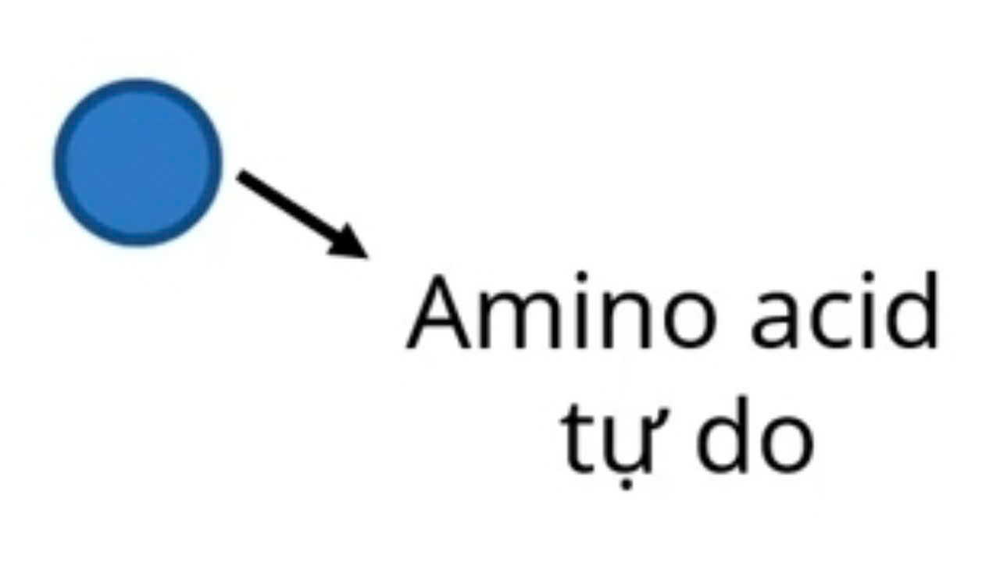 Amino acid
tự do